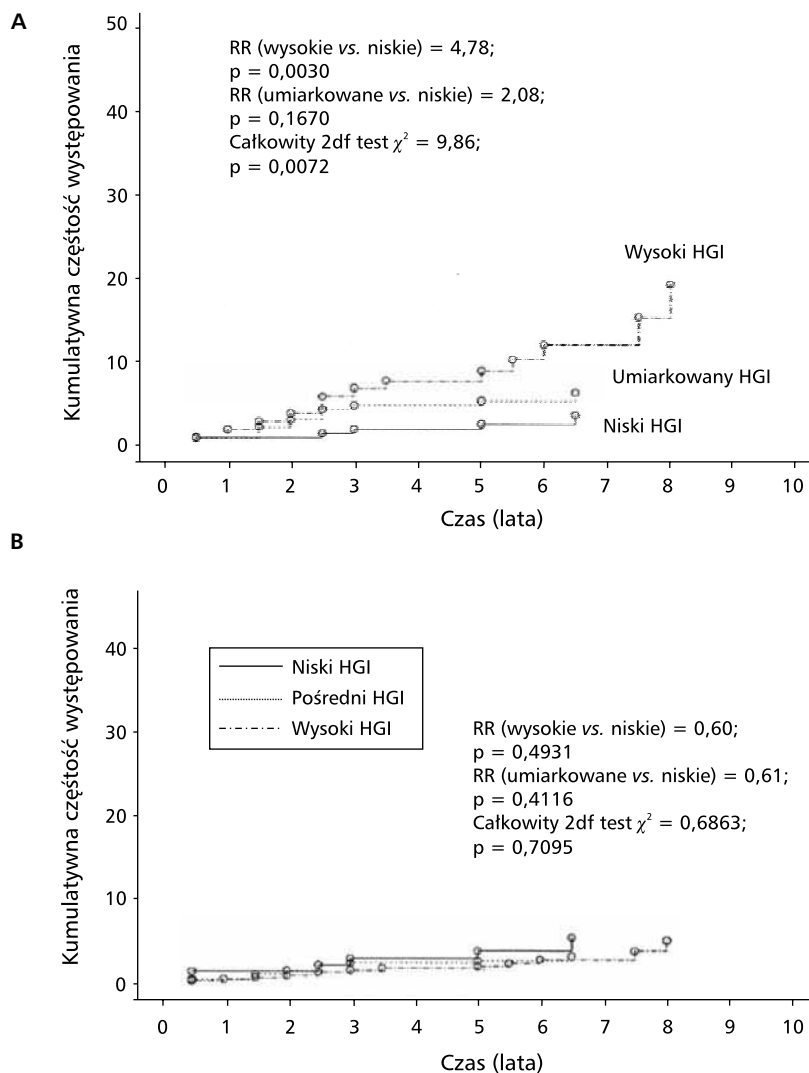 A
Kumulatywna częstość występowania
50
40
30
20
10
0
RR (wysokie vs. niskie) = 4,78;
p = 0,0030
RR (umiarkowane vs. niskie) = 2,08;
p = 0,1670
Całkowity 2df test χ² = 9,86;
p = 0,0072
Wysoki HGI
Umiarkowany HGI
Niski HGI
0 1 2 3 4 5 6 7 8 9 10
Czas (lata)
B
Kumulatywna częstość występowania
40
30
20
10
0
Niski HGI
Pośredni HGI
Wysoki HGI
RR (wysokie vs. niskie) = 0,60;
p = 0,4931
RR (umiarkowane vs. niskie) = 0,61;
p = 0,4116
Całkowity 2df test χ² = 0,6863;
p = 0,7095
0 1 2 3 4 5 6 7 8 9 10
Czas (lata)